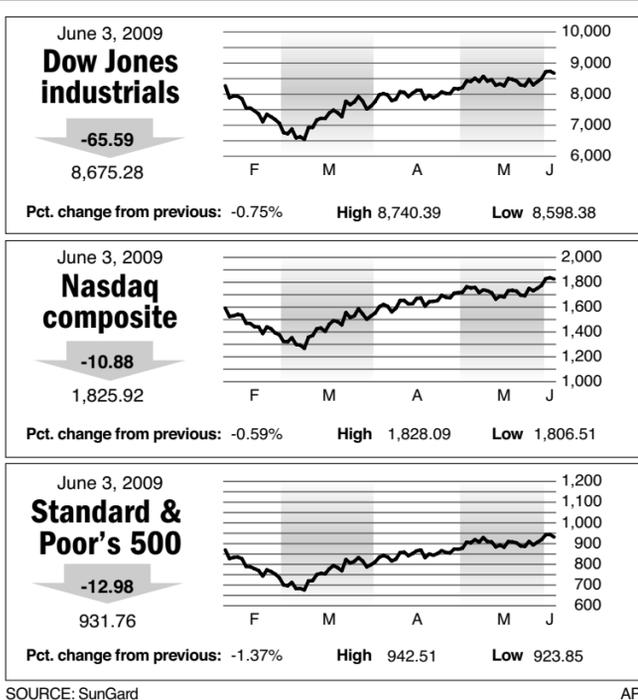 June 3, 2009
Dow Jones
industrials
-65.59
8,675.28
10,000
9,000
8,000
7,000
6,000
F M A M J
Pct. change from previous: -0.75% High 8,740.39 Low 8,598.38
June 3, 2009
Nasdaq
composite
-10.88
1,825.92
2,000
1,800
1,600
1,400
1,200
1,000
F M A M J
Pct. change from previous: -0.59% High 1,828.09 Low 1,806.51
June 3, 2009
Standard &
Poor's 500
-12.98
931.76
1,200
1,100
1,000
900
800
700
600
F M A M J
Pct. change from previous: -1.37% High 942.51 Low 923.85
SOURCE: SunGard AP